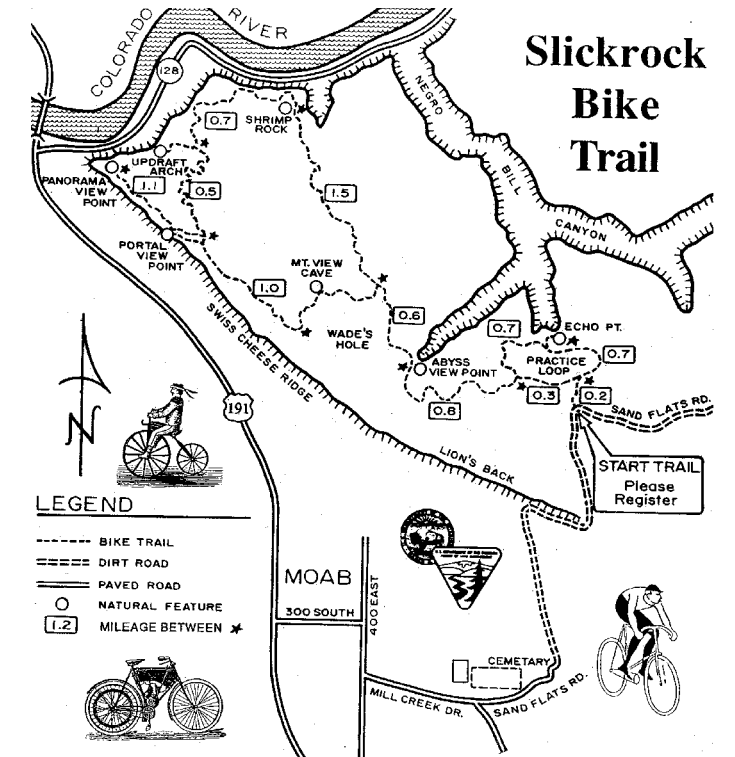 Slickrock
Bike
Trail
COLORADO
RIVER
128
SHRIMP
ROCK
0.7
UPDRAFT
ARCH
PANORAMA
VIEW
POINT
1.1
0.5
1.5
NEGRO
BILL
CANYON
PORTAL
VIEW
POINT
MT. VIEW
CAVE
1.0
0.6
WADE'S
HOLE
SWISS CHEESE RIDGE
ECHO PT.
0.7
0.7
PRACTICE
LOOP
ABYSS
VIEW POINT
0.8
0.3
0.2
SAND FLATS RD.
START TRAIL
Please
Register
LION'S BACK
191
N
LEGEND
BIKE TRAIL
DIRT ROAD
PAVED ROAD
NATURAL FEATURE
1.2 MILEAGE BETWEEN
MOAB
300 SOUTH
400 EAST
CEMETARY
MILL CREEK DR.
SAND FLATS RD.